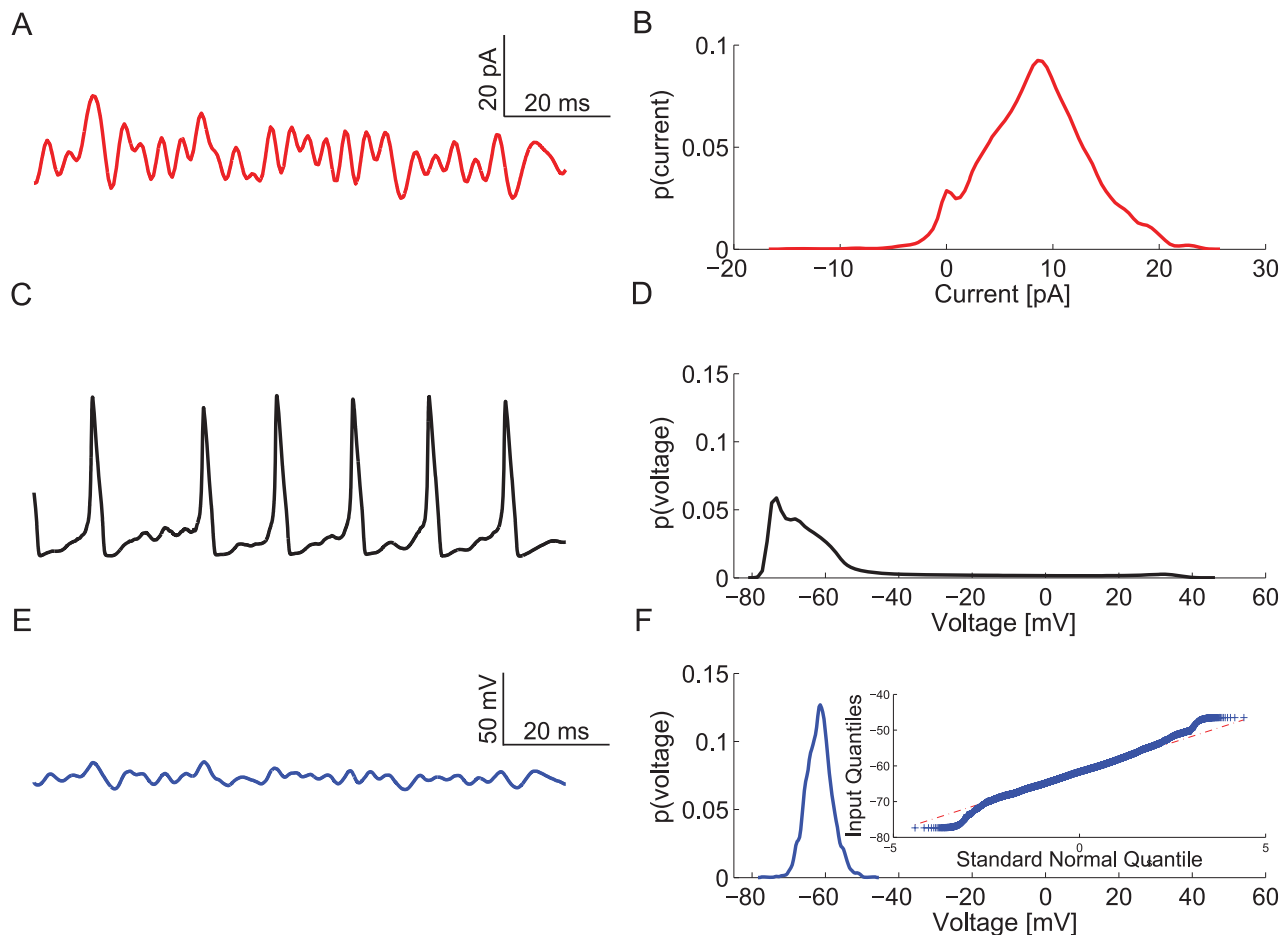 A
20 pA
20 ms
B
p(current)
0.1
0.05
0
−20 −10 0 10 20 30
Current [pA]
C
D
p(voltage)
0.15
0.1
0.05
0
−80 −60 −40 −20 0 20 40 60
Voltage [mV]
E
50 mV
20 ms
F
p(voltage)
0.15
0.1
0.05
0
−80 −60 −40 −20 0 20 40 60
Voltage [mV]
Input Quantiles
−40
−50
−60
−70
−80
−5 0 5
Standard Normal Quantile